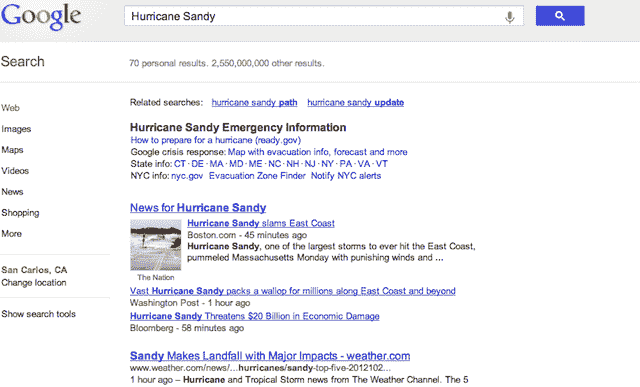 Google
Hurricane Sandy
Search
70 personal results. 2,550,000,000 other results.
Web
Images
Maps
Videos
News
Shopping
More
San Carlos, CA
Change location
Show search tools
Related searches: hurricane sandy path hurricane sandy update
Hurricane Sandy Emergency Information
How to prepare for a hurricane (ready.gov)
Google crisis response: Map with evacuation info, forecast and more
State info: CT · DE · MA · MD · ME · NC · NH · NJ · NY · PA · VA · VT
NYC info: nyc.gov Evacuation Zone Finder Notify NYC alerts
News for Hurricane Sandy
Hurricane Sandy slams East Coast
Boston.com - 45 minutes ago
Hurricane Sandy, one of the largest storms to ever hit the East Coast,
pummeled Massachusetts Monday with punishing winds and ...
The Nation
Vast Hurricane Sandy packs a wallop for millions along East Coast and beyond
Washington Post - 1 hour ago
Hurricane Sandy Threatens $20 Billion in Economic Damage
Bloomberg - 58 minutes ago
Sandy Makes Landfall with Major Impacts - weather.com
www.weather.com/news/...hurricanes/sandy-top-five-2012102...
1 hour ago – Hurricane and Tropical Storm news from The Weather Channel. The 5